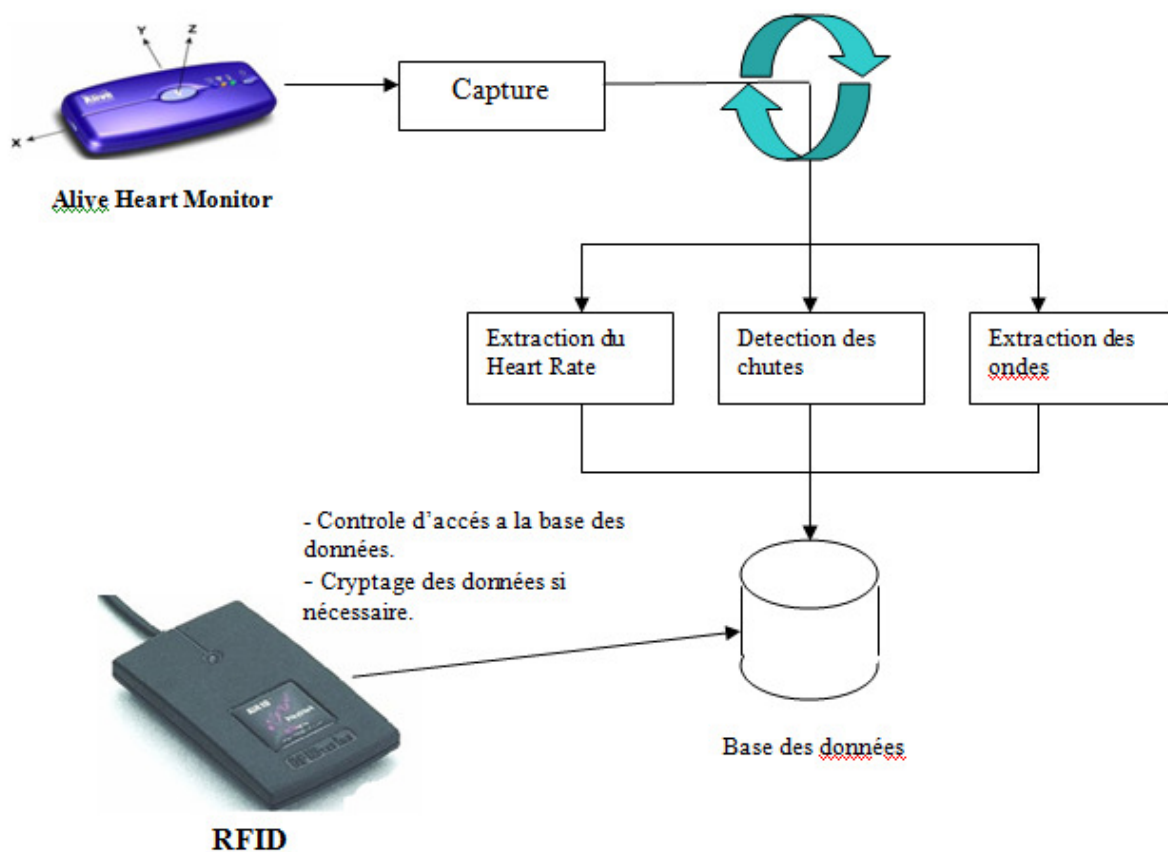 Y
Z
X
Alive
Alive Heart Monitor
Capture
Extraction du
Heart Rate
Detection des
chutes
Extraction des
ondes
- Controle d’accés a la base des
données.
- Cryptage des données si
nécessaire.
Base des données
RFID